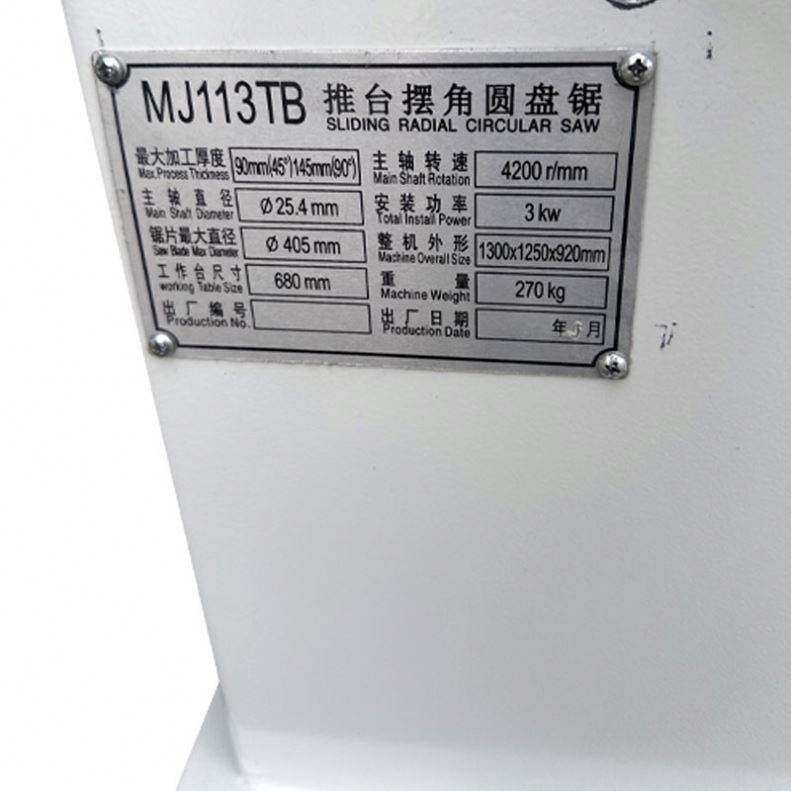 MJ113TB 推台摆角圆盘锯
SLIDING RADIAL CIRCULAR SAW
最大加工厚度 90mm(45°)145mm(90°)
Max.Process Thickness
主轴直径 Ø 25.4 mm
Main Shaft Diameter
锯片最大直径 Ø 405 mm
Saw Blade Max Diameter
工作台尺寸 680 mm
working Table Size
出厂编号
Production No.
主轴转速 4200 r/mm
Main Shaft Rotation
安装功率 3 kw
Total Install Power
整机外形 1300x1250x920mm
Machine Overall Size
重量 270 kg
Machine Weight
出厂日期 年 月
Production Date